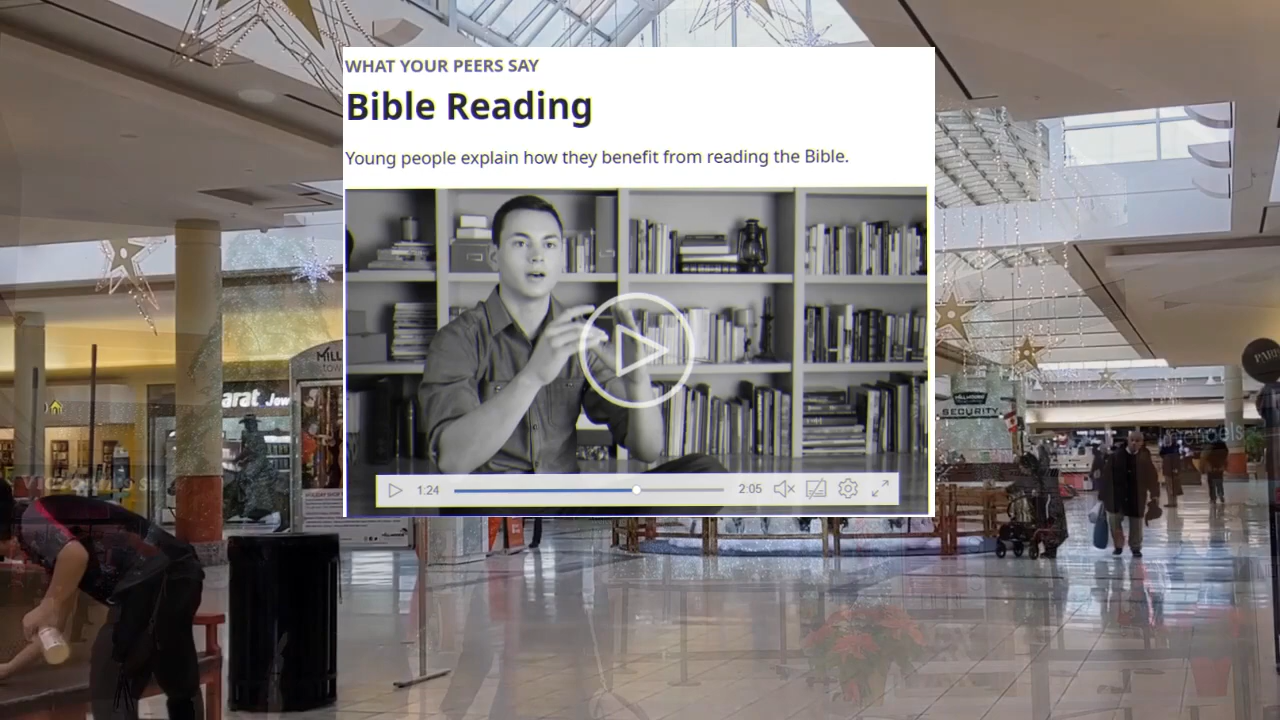 WHAT YOUR PEERS SAY
Bible Reading
Young people explain how they benefit from reading the Bible.
1:24
2:05
SECURITY